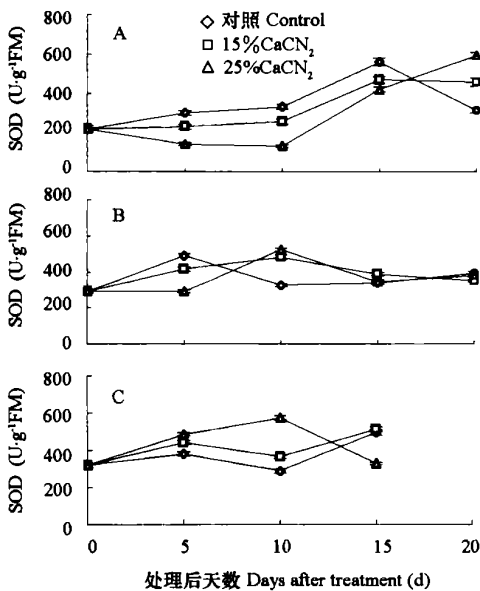 A
◇ 对照 Control
□ 15%CaCN₂
△ 25%CaCN₂
SOD (U·g⁻¹FM)
800
600
400
200
0
B
SOD (U·g⁻¹FM)
800
600
400
200
0
C
SOD (U·g⁻¹FM)
800
600
400
200
0
0 5 10 15 20
处理后天数 Days after treatment (d)